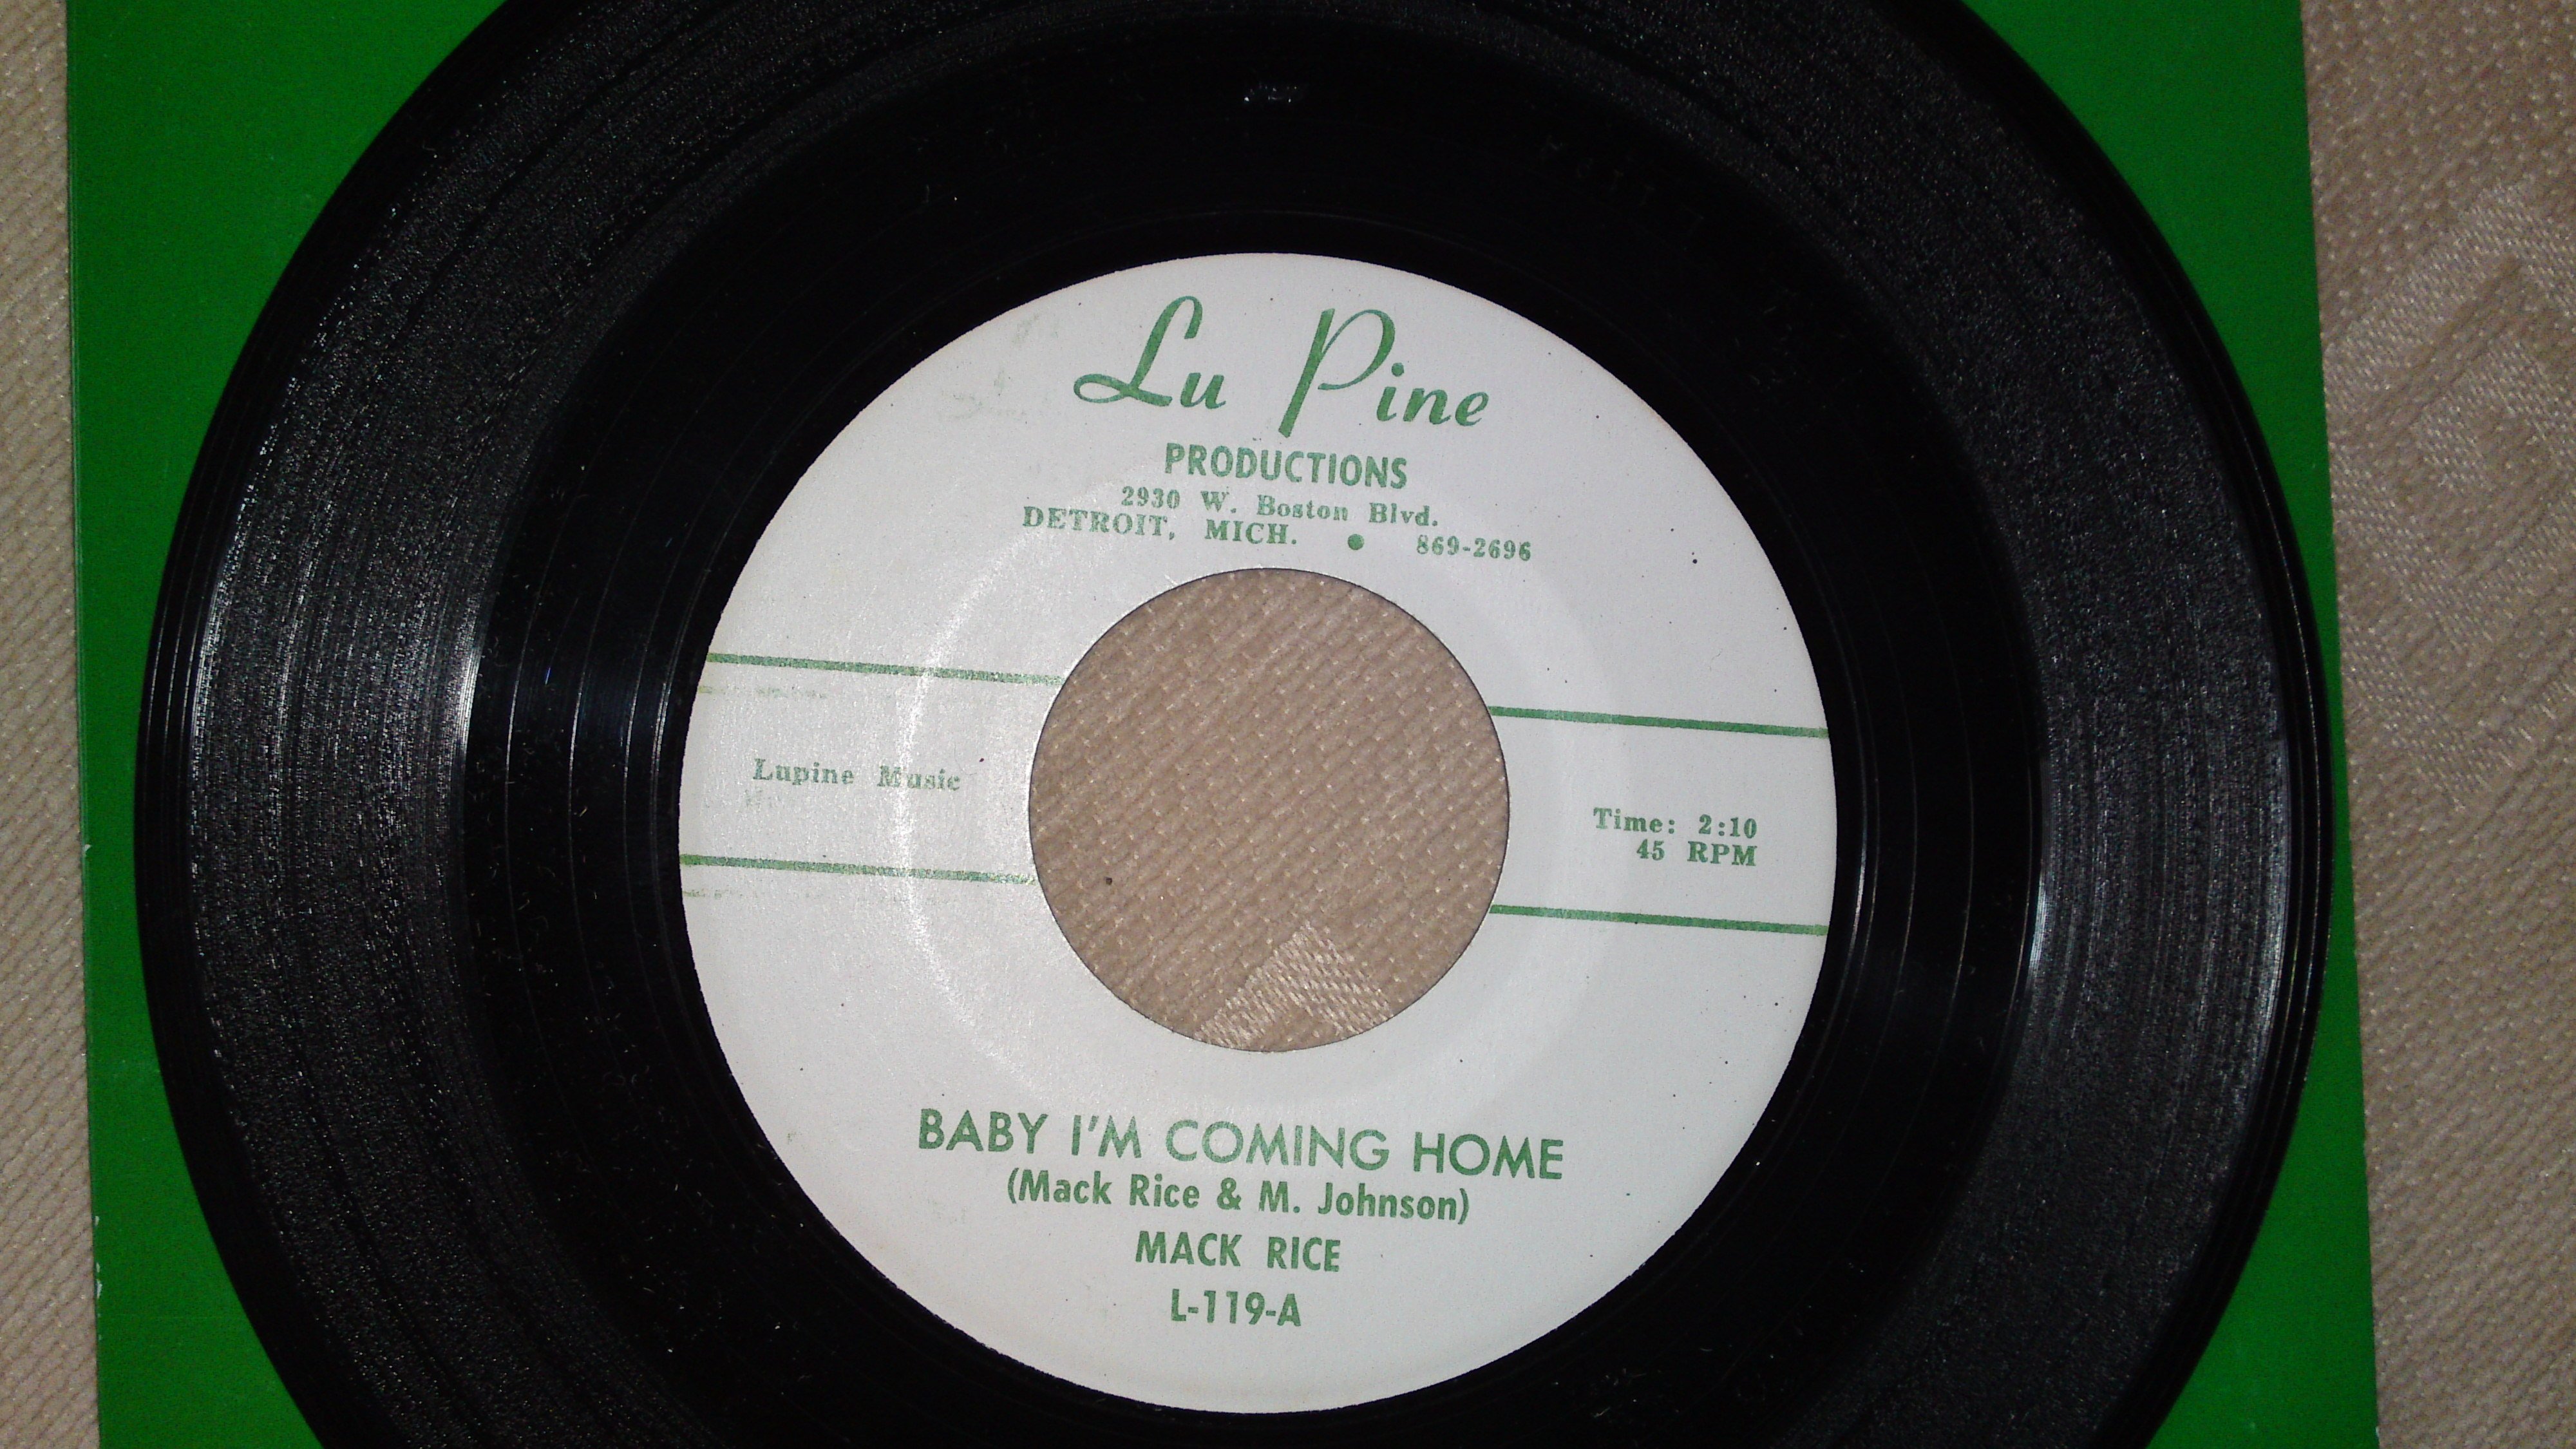 Lu Pine
PRODUCTIONS
2930 W. Boston Blvd.
DETROIT, MICH. • 869-2696
Lupine Music
Time: 2:10
45 RPM
BABY I'M COMING HOME
(Mack Rice & M. Johnson)
MACK RICE
L-119-A